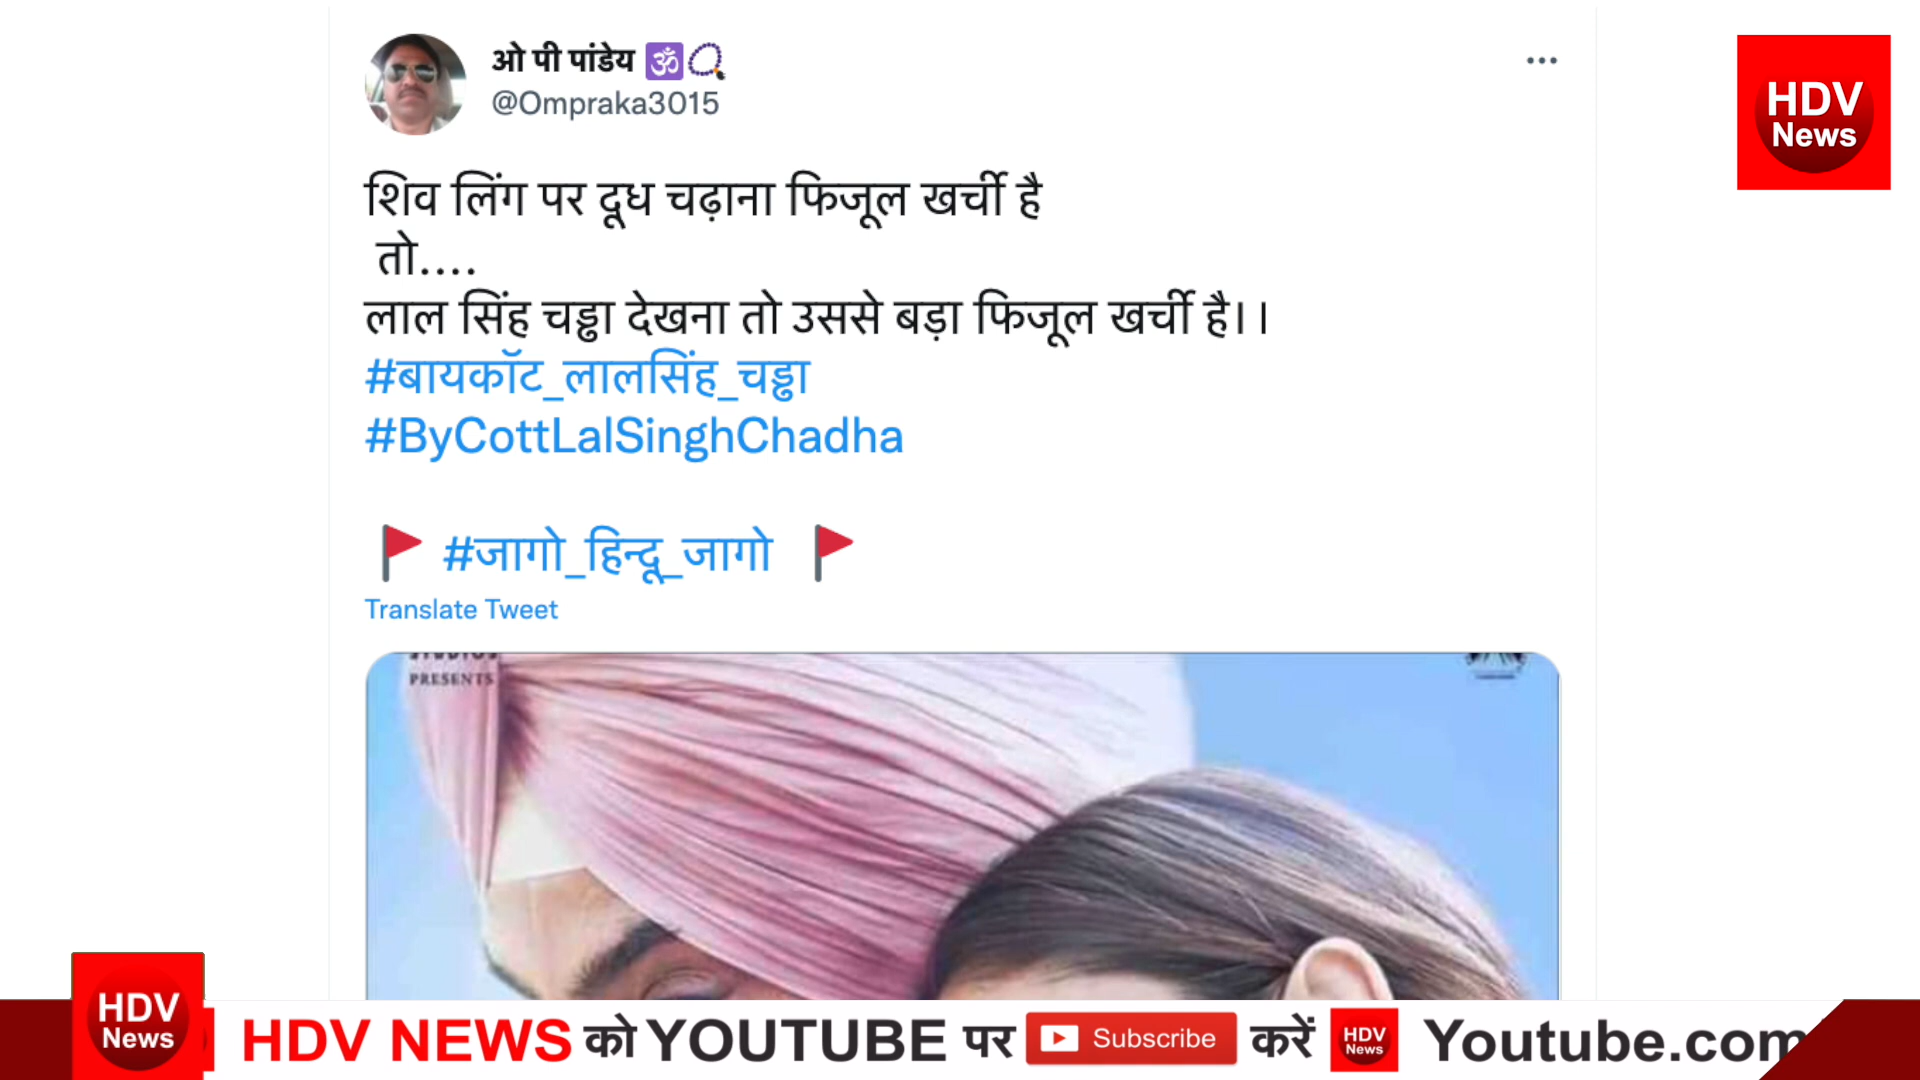 ओ पी पांडेय 🕉📿
@Ompraka3015
HDV
News
शिव लिंग पर दूध चढ़ाना फिजूल खर्ची है
तो....
लाल सिंह चड्ढा देखना तो उससे बड़ा फिजूल खर्ची है।।
#बायकॉट_लालसिंह_चड्ढा
#ByCottLalSinghChadha
🚩 #जागो_हिन्दू_जागो 🚩
Translate Tweet
PRESENTS
HDV
News
HDV NEWS को YOUTUBE पर Subscribe करें HDV News Youtube.com